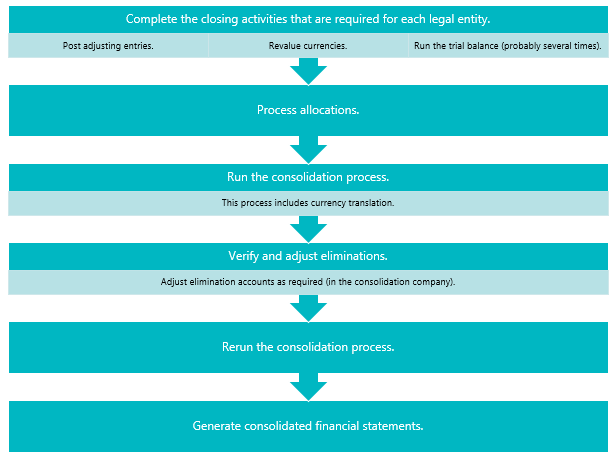 Complete the closing activities that are required for each legal entity.
Post adjusting entries.
Revalue currencies.
Run the trial balance (probably several times).
Process allocations.
Run the consolidation process.
This process includes currency translation.
Verify and adjust eliminations.
Adjust elimination accounts as required (in the consolidation company).
Rerun the consolidation process.
Generate consolidated financial statements.